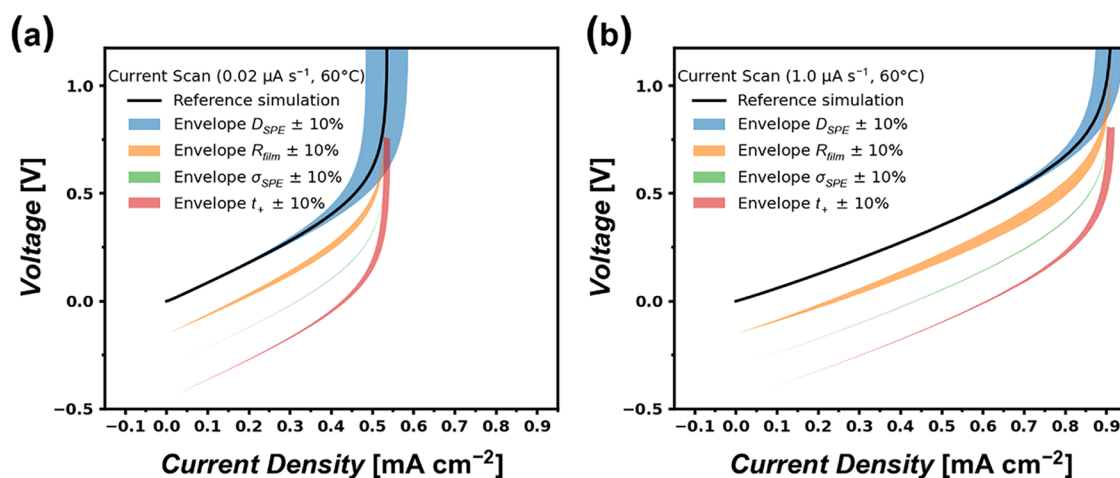 (a)
Current Scan (0.02 μA s⁻¹, 60°C)
Reference simulation
Envelope D_SPE ± 10%
Envelope R_film ± 10%
Envelope σ_SPE ± 10%
Envelope t₊ ± 10%
Voltage [V]
1.0
0.5
0.0
−0.5
−0.1 0.0 0.1 0.2 0.3 0.4 0.5 0.6 0.7 0.8 0.9
Current Density [mA cm⁻²]
(b)
Current Scan (1.0 μA s⁻¹, 60°C)
Reference simulation
Envelope D_SPE ± 10%
Envelope R_film ± 10%
Envelope σ_SPE ± 10%
Envelope t₊ ± 10%
Voltage [V]
1.0
0.5
0.0
−0.5
−0.1 0.0 0.1 0.2 0.3 0.4 0.5 0.6 0.7 0.8 0.9
Current Density [mA cm⁻²]